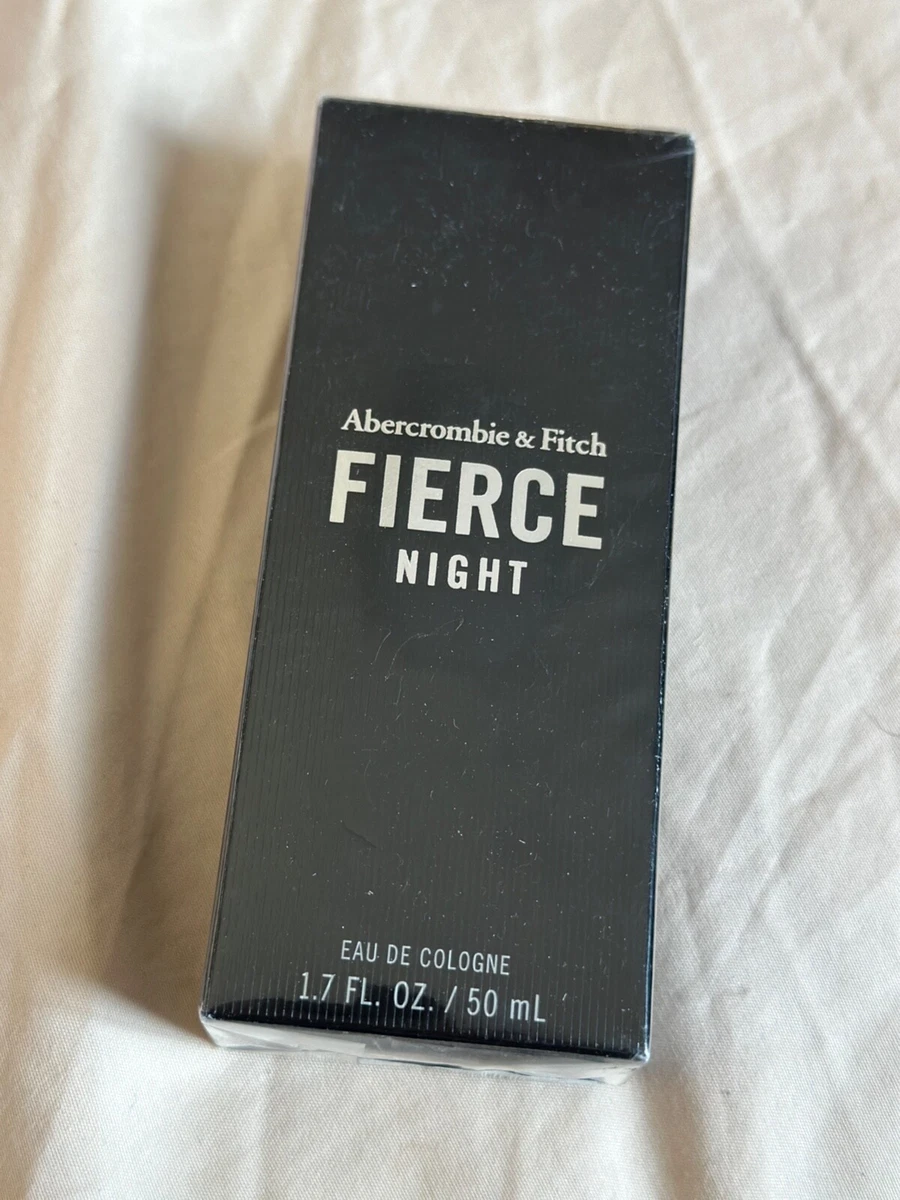 Abercrombie & Fitch
FIERCE
NIGHT
EAU DE COLOGNE
1.7 FL. OZ. / 50 mL